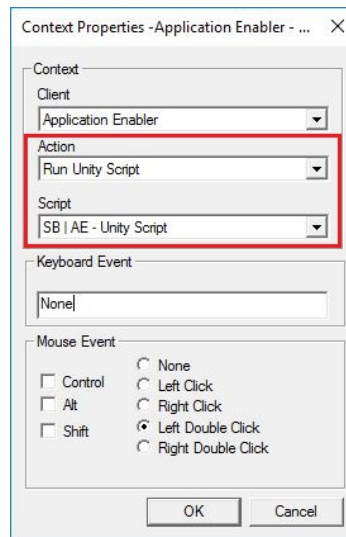 Context Properties -Application Enabler - ...
Context
Client
Application Enabler
Action
Run Unity Script
Script
SB | AE - Unity Script
Keyboard Event
None
Mouse Event
None
Control
Left Click
Alt
Right Click
Shift
Left Double Click
Right Double Click
OK Cancel